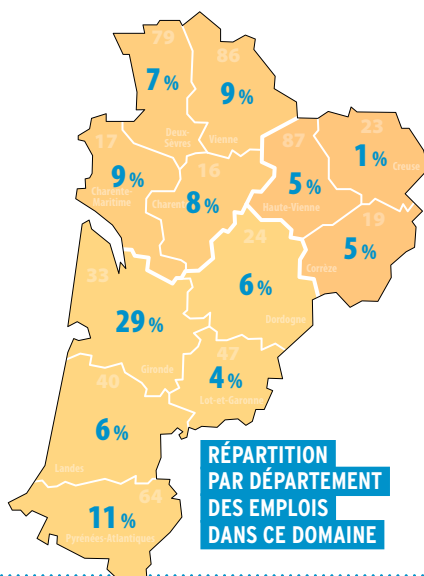 79
7 %
Deux-
Sèvres
86
9 %
Vienne
17
9 %
Charente
Maritime
16
8 %
Charen
87
5 %
Haute-Vienne
23
1 %
Creuse
19
5 %
Corrèze
24
6 %
Dordogne
33
29 %
Gironde
47
4 %
Lot-et-Garonne
40
6 %
Landes
64
11 %
Pyrénées-Atlantiques
RÉPARTITION
PAR DÉPARTEMENT
DES EMPLOIS
DANS CE DOMAINE